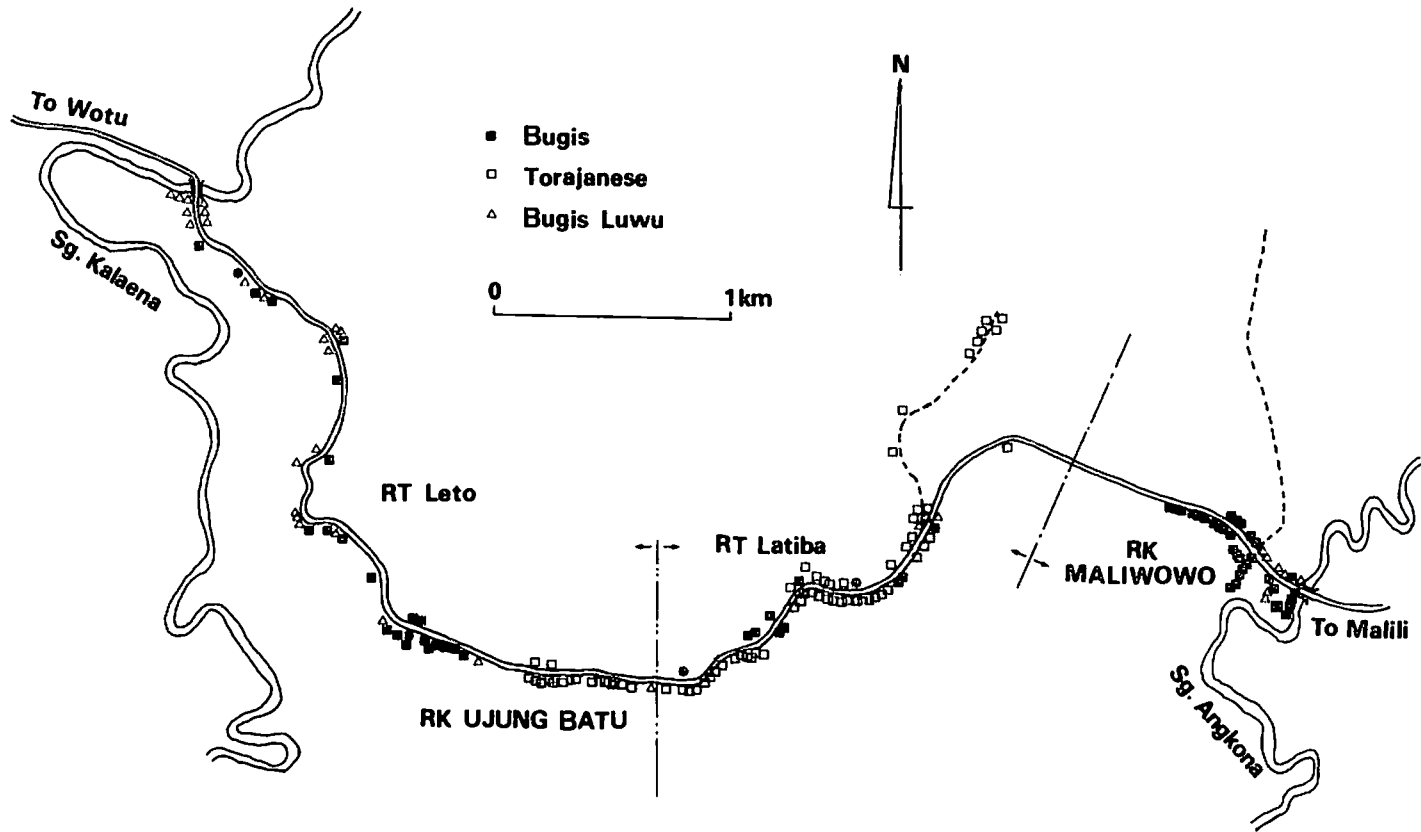 To Wotu
N
Bugis
Torajanese
Bugis Luwu
Sg. Kalaena
0 1km
RT Leto
RT Latiba
RK
MALIWOWO
To Malili
RK UJUNG BATU
Sg. Angkona